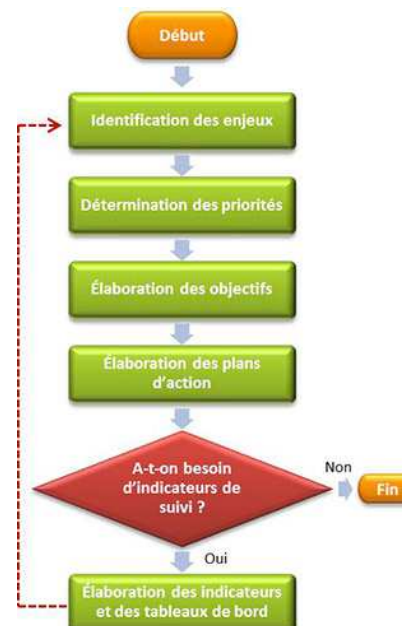 Début
Identification des enjeux
Détermination des priorités
Élaboration des objectifs
Élaboration des plans
d'action
A-t-on besoin
d'indicateurs de
suivi ?
Non
Fin
Oui
Élaboration des indicateurs
et des tableaux de bord